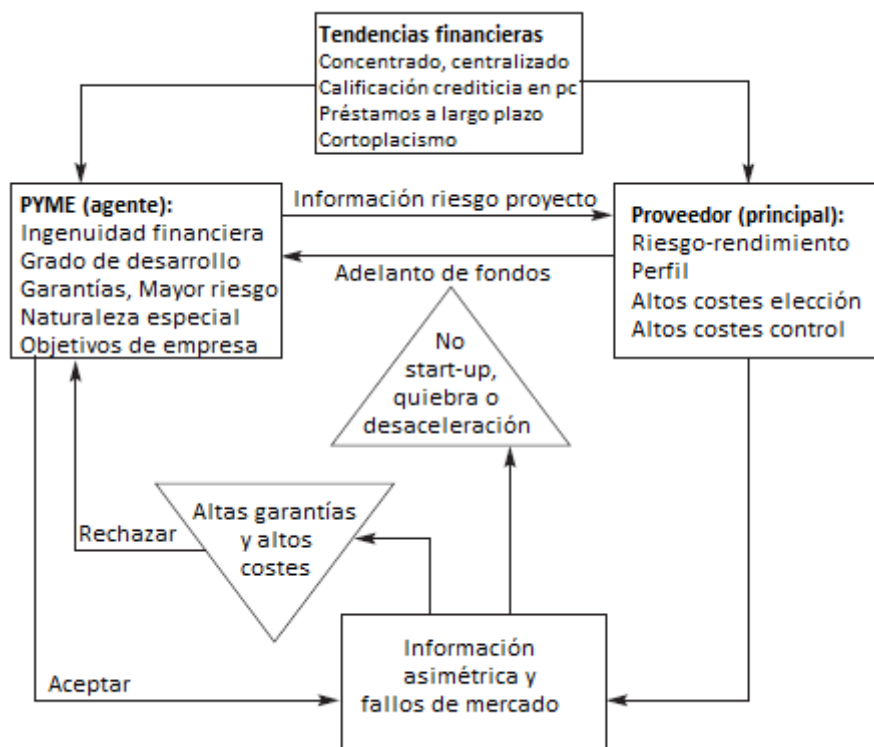 Tendencias financieras
Concentrado, centralizado
Calificación crediticia en pc
Préstamos a largo plazo
Cortoplacismo
PYME (agente):
Ingenuidad financiera
Grado de desarrollo
Garantías, Mayor riesgo
Naturaleza especial
Objetivos de empresa
Información riesgo proyecto
Adelanto de fondos
Proveedor (principal):
Riesgo-rendimiento
Perfil
Altos costes elección
Altos costes control
No
start-up,
quiebra o
desaceleración
Rechazar
Altas garantías
y altos
costes
Aceptar
Información
asimétrica y
fallos de mercado